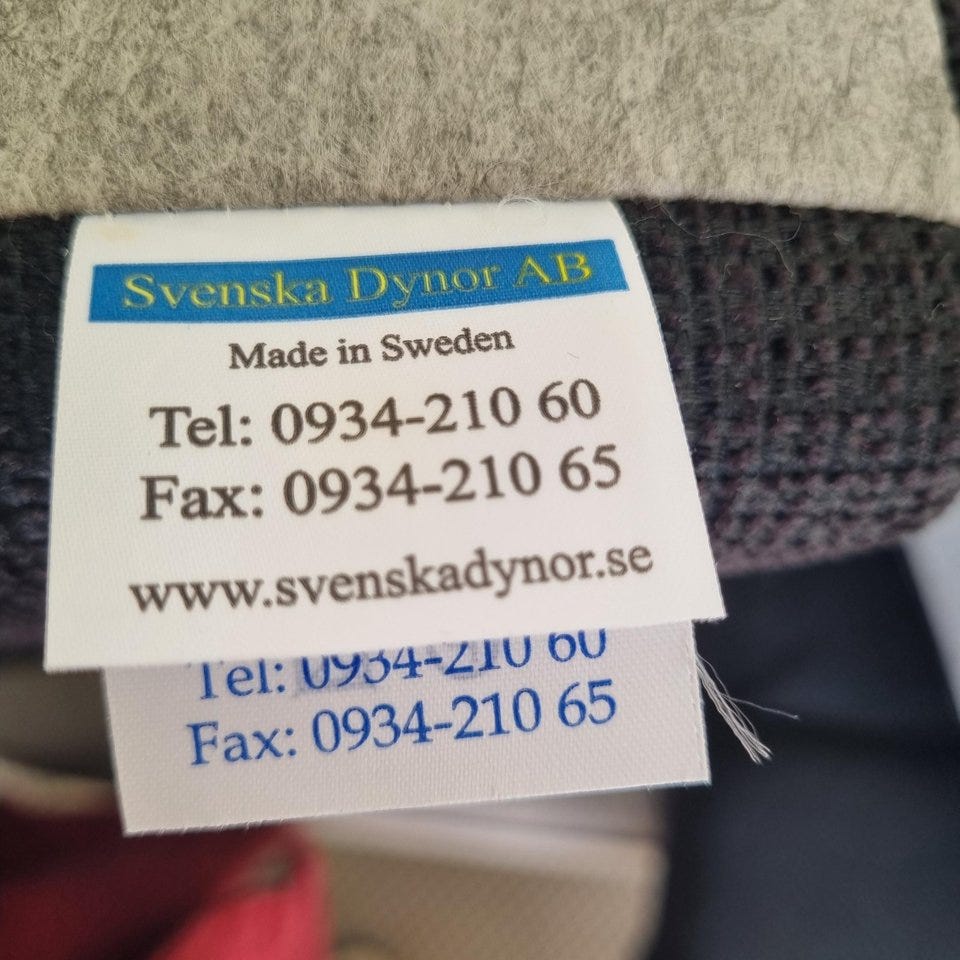 Svenska Dynor AB
Made in Sweden
Tel: 0934-210 60
Fax: 0934-210 65
www.svenskadynor.se
Tel: 0934-210 60
Fax: 0934-210 65